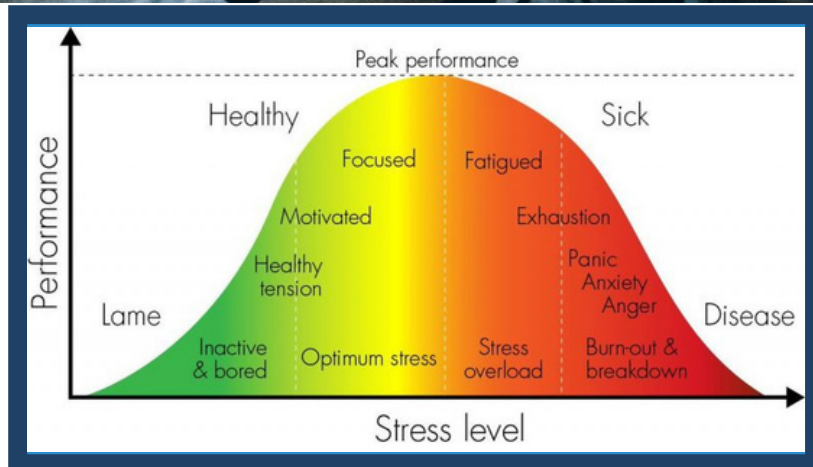 Peak performance
Healthy
Sick
Focused
Fatigued
Motivated
Exhaustion
Healthy
tension
Panic
Anxiety
Anger
Lame
Disease
Inactive
& bored
Optimum stress
Stress
overload
Burn-out &
breakdown
Performance
Stress level